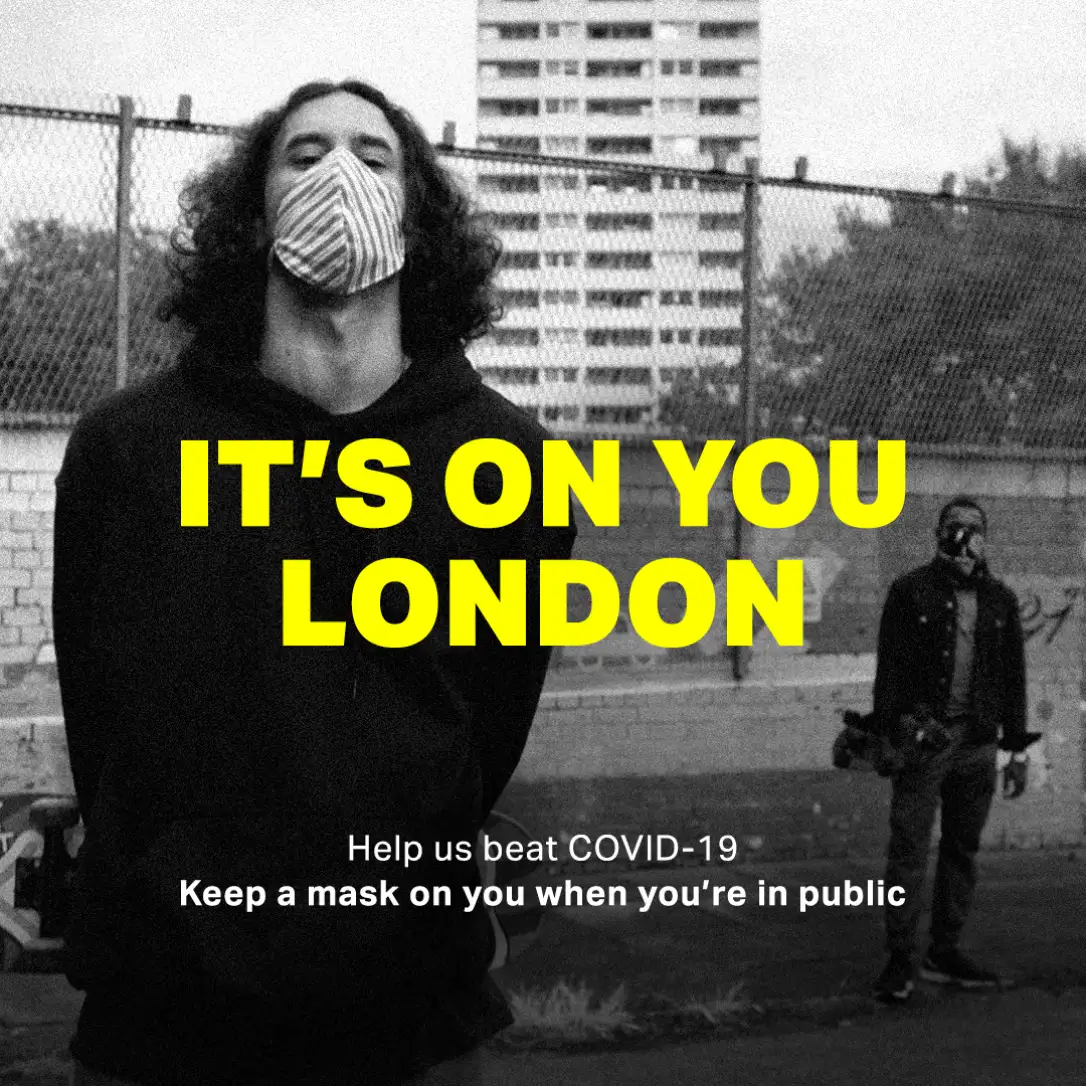 IT’S ON YOU
LONDON
Help us beat COVID-19
Keep a mask on you when you’re in public